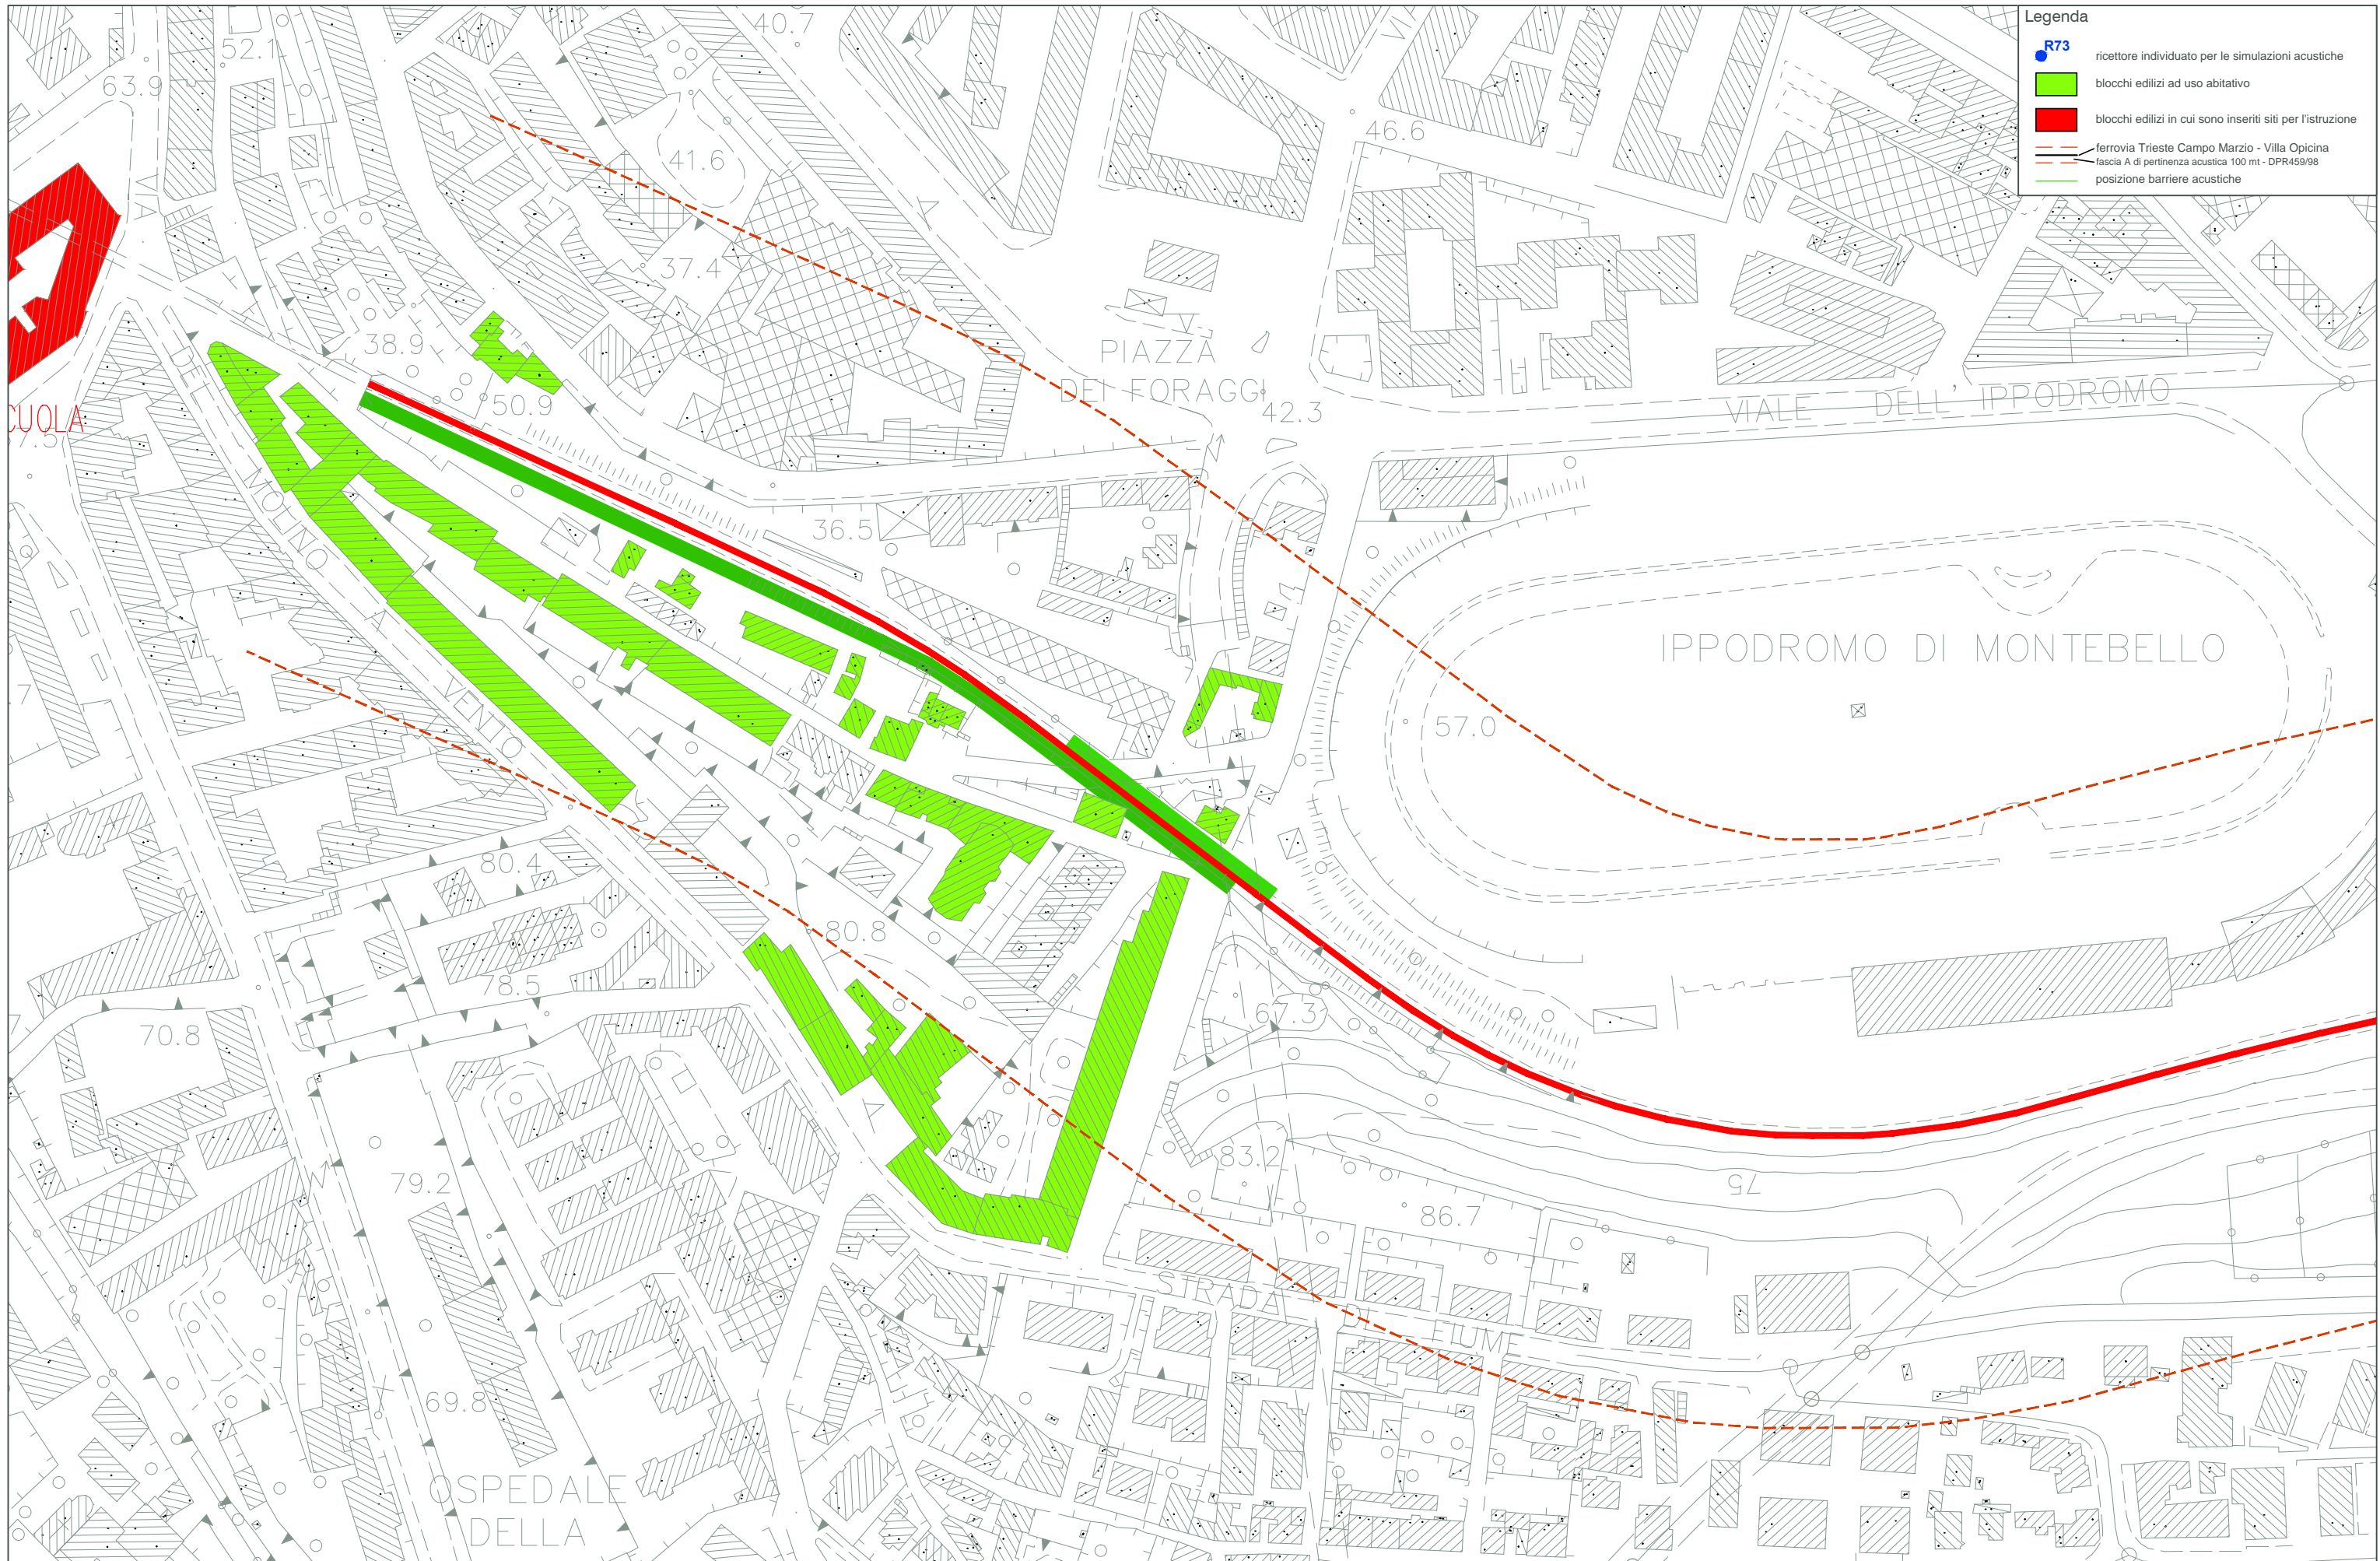 Legenda
R73
ricettore individuato per le simulazioni acustiche
blocchi edilizi ad uso abitativo
blocchi edilizi in cui sono inseriti siti per l'istruzione
ferrovia Trieste Campo Marzio - Villa Opicina
fascia A di pertinenza acustica 100 mt - DPR459/98
posizione barriere acustiche
40.7
52.1
63.9
46.6
41.6
37.4
38.9
PIAZZA
DEI FORAGGI
42.3
VIALE DELL' IPPODROMO
50.9
CUOLA
36.5
MOLINO
VENTO
IPPODROMO DI MONTEBELLO
57.0
80.4
80.8
78.5
67.3
70.8
79.2
83.2
75
86.7
STRADA DI FIUME
69.8
OSPEDALE
DELLA